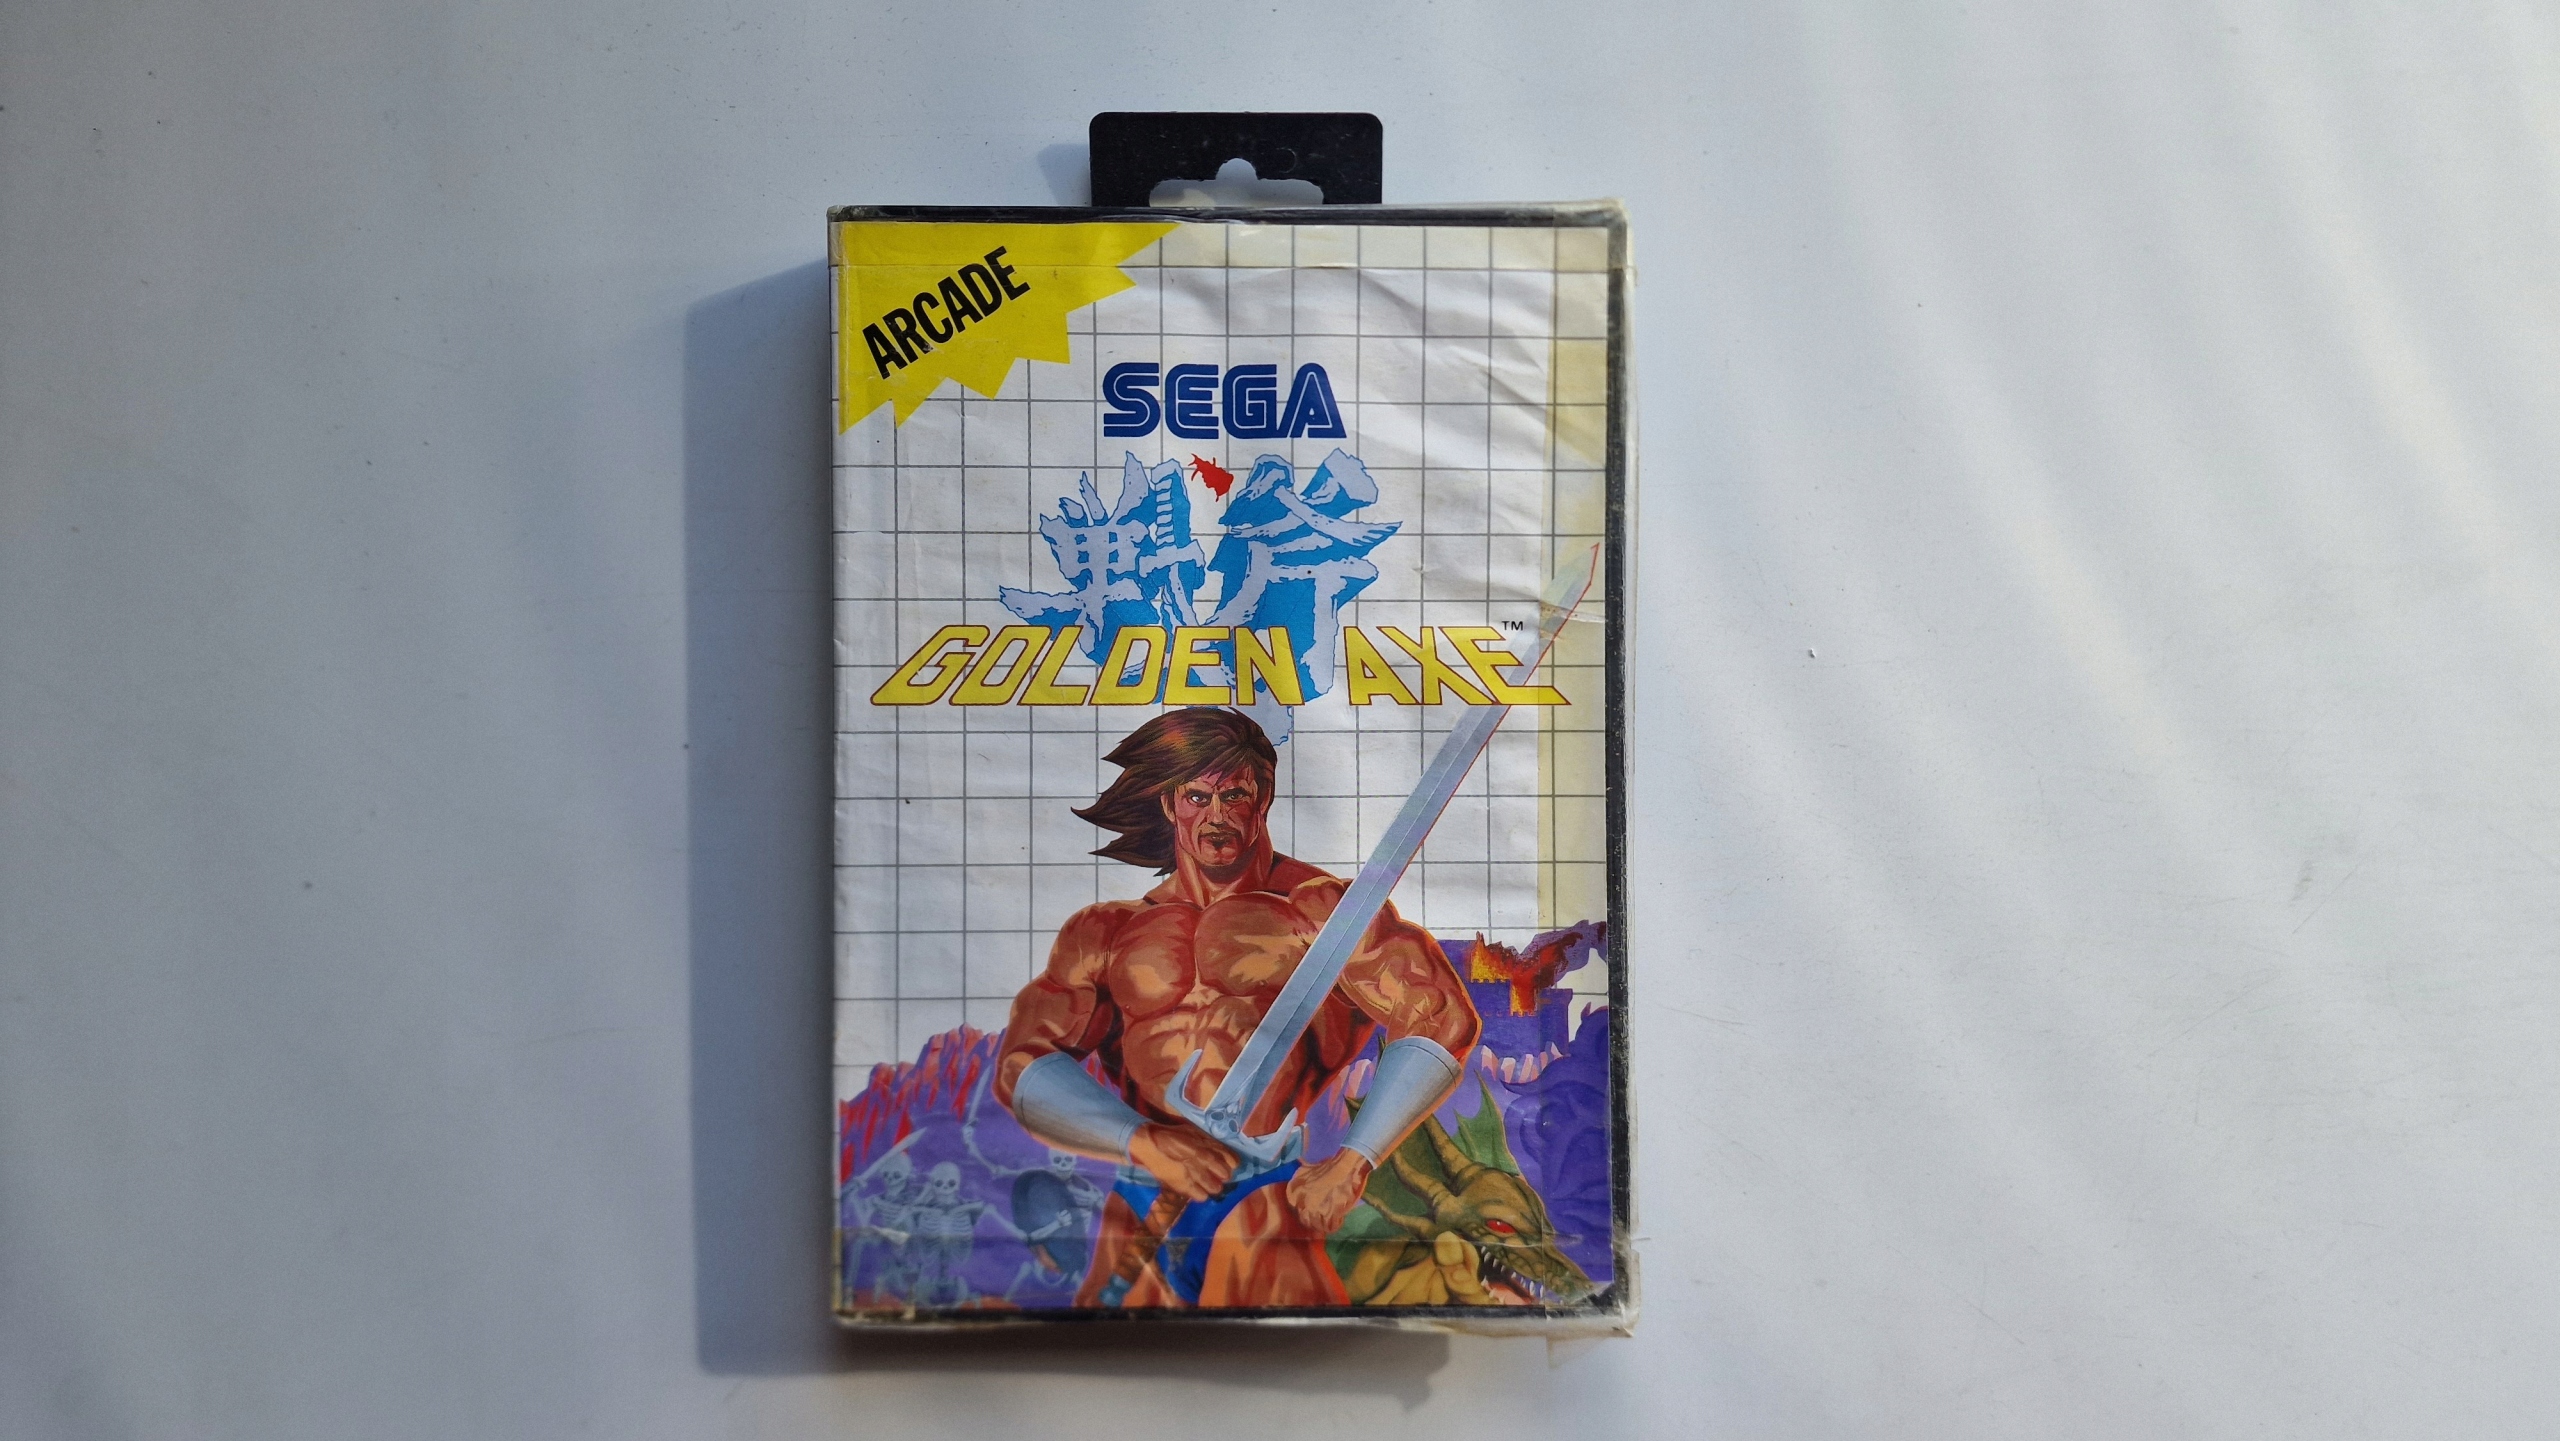 ARCADE
SEGA
戦斧
GOLDEN AXE™